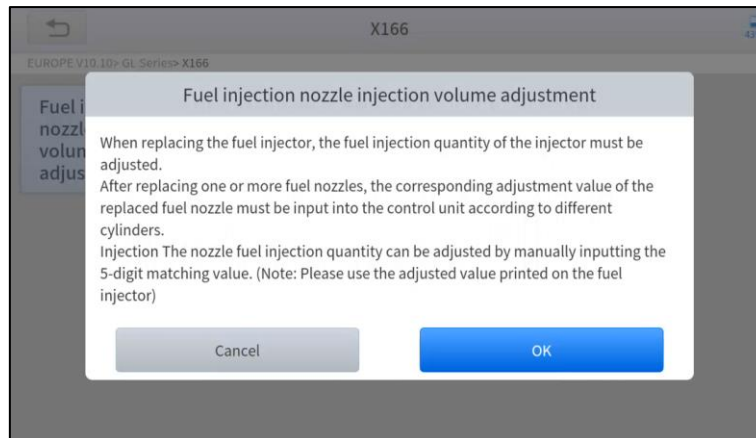 X166
43
EUROPE V10.10> GL Series> X166
Fuel i
nozzl
volun
adjus
Fuel injection nozzle injection volume adjustment
When replacing the fuel injector, the fuel injection quantity of the injector must be
adjusted.
After replacing one or more fuel nozzles, the corresponding adjustment value of the
replaced fuel nozzle must be input into the control unit according to different
cylinders.
Injection The nozzle fuel injection quantity can be adjusted by manually inputting the
5-digit matching value. (Note: Please use the adjusted value printed on the fuel
injector)
Cancel
OK